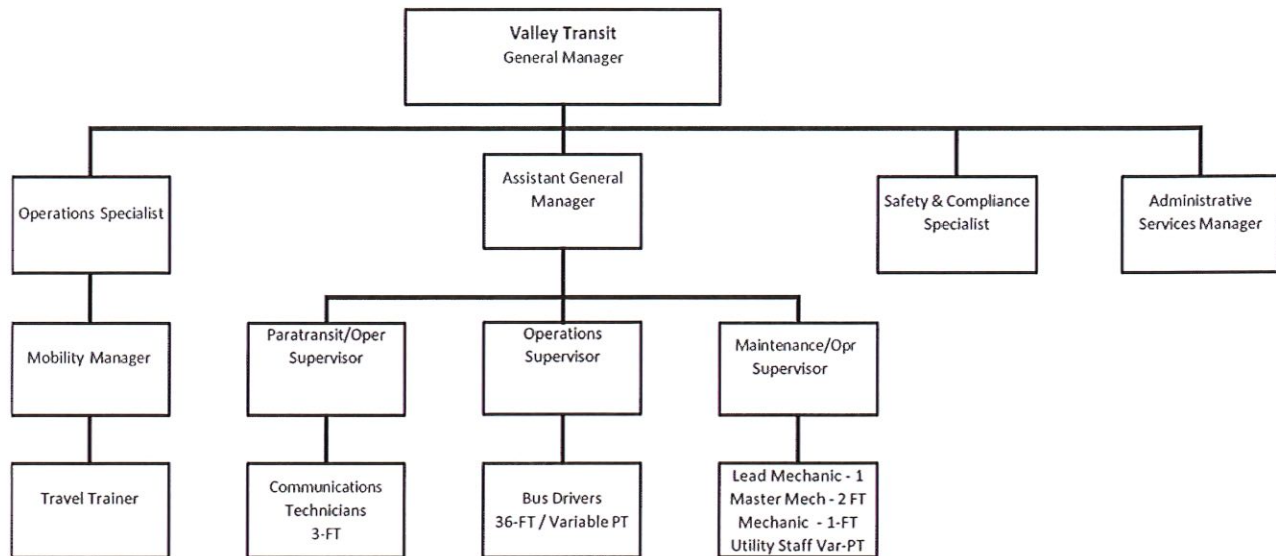 Valley Transit
General Manager
Operations Specialist
Assistant General
Manager
Safety & Compliance
Specialist
Administrative
Services Manager
Mobility Manager
Paratransit/Oper
Supervisor
Operations
Supervisor
Maintenance/Opr
Supervisor
Travel Trainer
Communications
Technicians
3-FT
Bus Drivers
36-FT / Variable PT
Lead Mechanic - 1
Master Mech - 2 FT
Mechanic - 1-FT
Utility Staff Var-PT